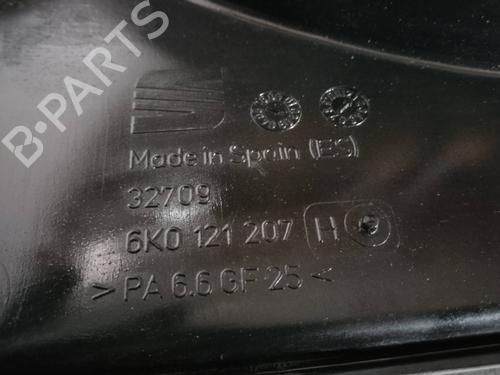 B-PARTS
Made in Spain (ES)
32709
6K0 121 207 H
> PA 6.6 GF 25 <